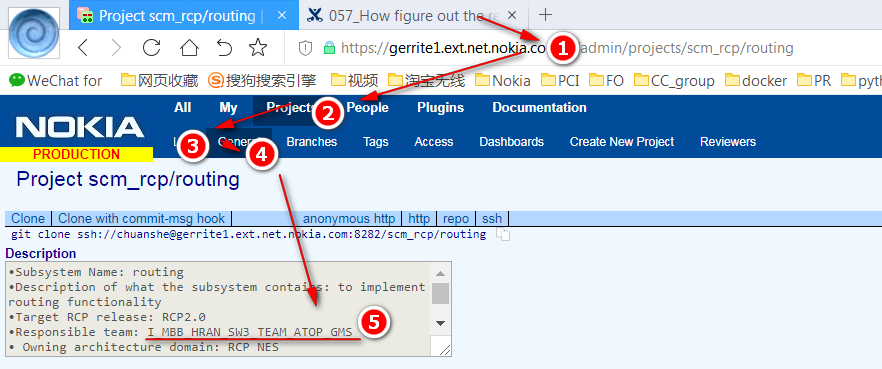 Project scm_rcp/routing
057_How figure out the re
https://gerrite1.ext.net.nokia.co admin/projects/scm_rcp/routing
WeChat for 网页收藏 搜狗搜索引擎 视频 淘宝无线 Nokia PCI FO CC_group docker PR pyth
All My Projects People Plugins Documentation
NOKIA
PRODUCTION
General Branches Tags Access Dashboards Create New Project Reviewers
1
2
3
4
Project scm_rcp/routing
Clone Clone with commit-msg hook anonymous http http repo ssh
git clone ssh://chuanshe@gerrite1.ext.net.nokia.com:8282/scm_rcp/routing
Description
•Subsystem Name: routing
•Description of what the subsystem contains: to implement
routing functionality
•Target RCP release: RCP2.0
•Responsible team: I_MBB_HRAN_SW3_TEAM_ATOP_GMS
5
• Owning architecture domain: RCP NES